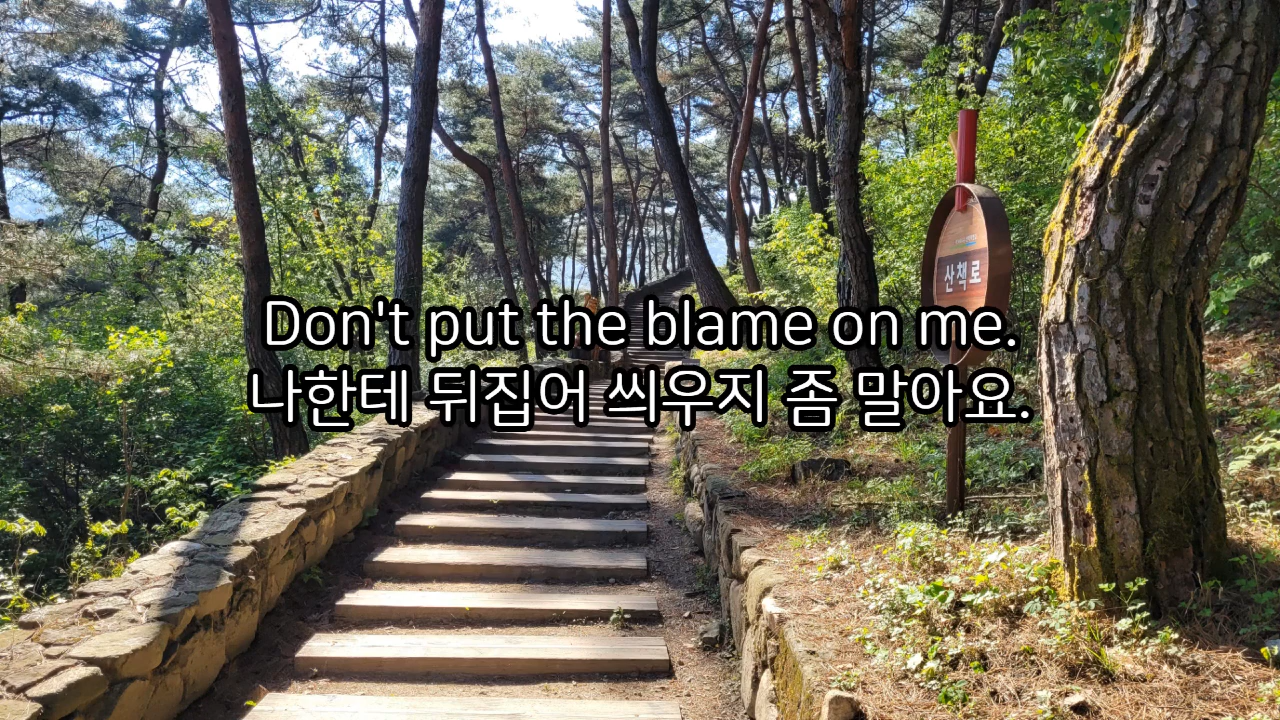 산책로
Don't put the blame on me.
나한테 뒤집어 씌우지 좀 말아요.